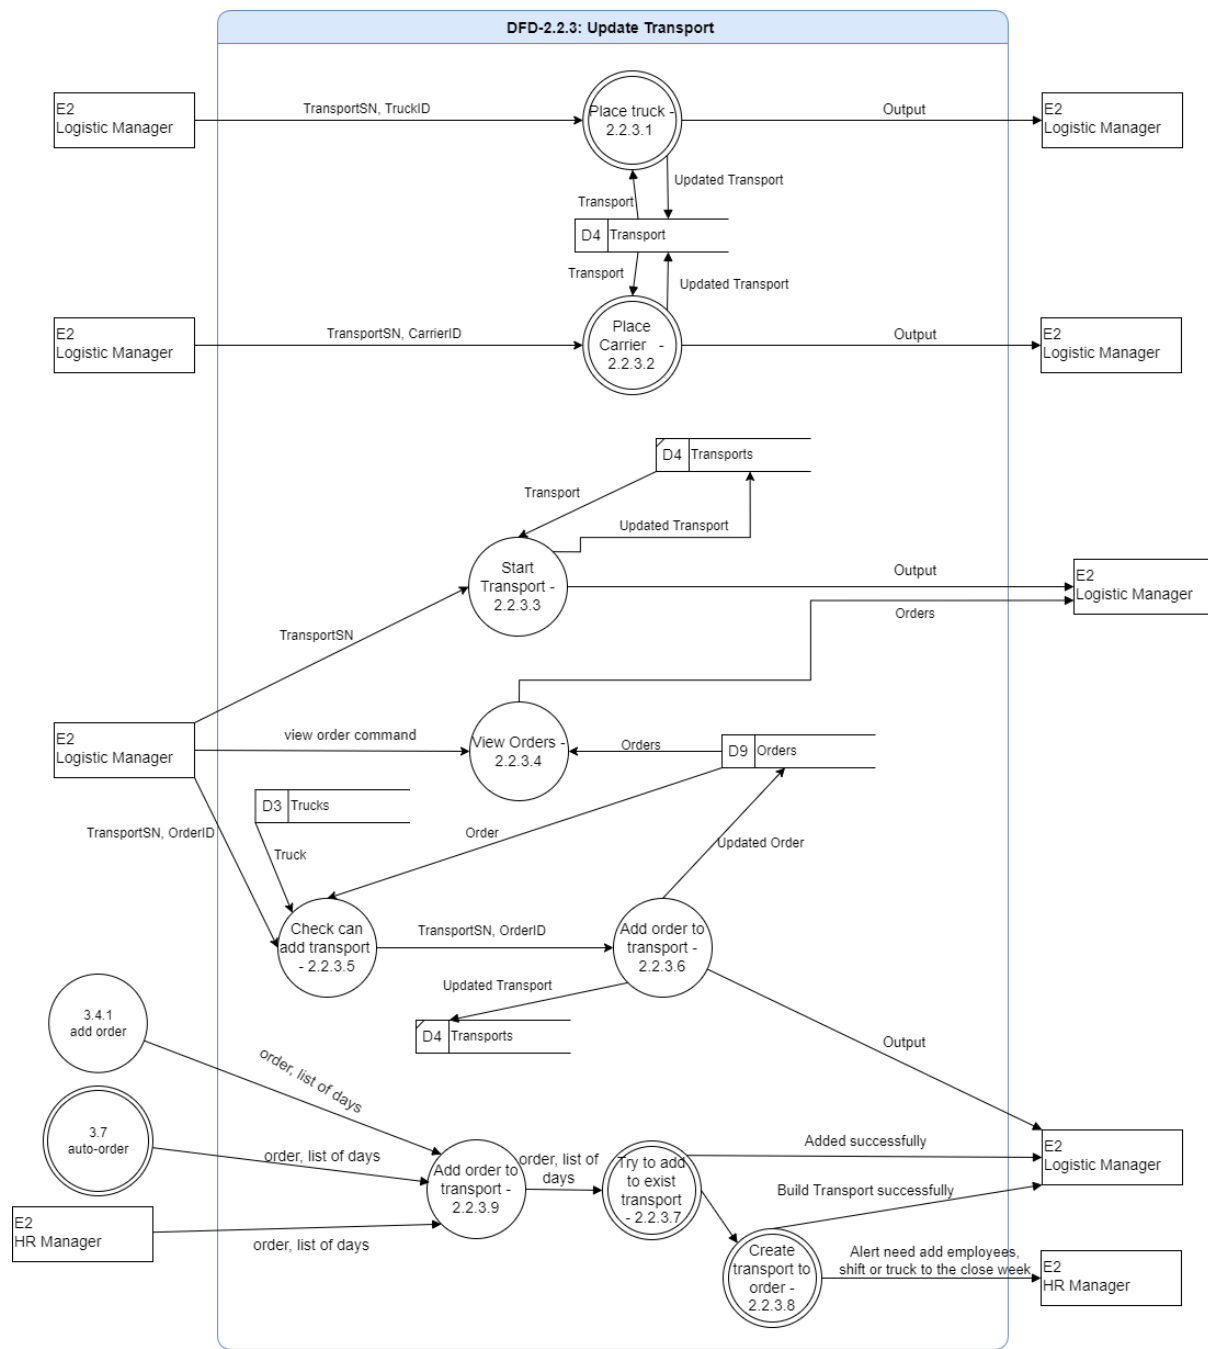 DFD-2.2.3: Update Transport
E2
Logistic Manager
TransportSN, TruckID
Place truck -
2.2.3.1
Output
E2
Logistic Manager
Updated Transport
Transport
D4
Transport
Transport
Updated Transport
E2
Logistic Manager
TransportSN, CarrierID
Place
Carrier -
2.2.3.2
Output
E2
Logistic Manager
D4
Transports
Transport
Updated Transport
Start
Transport -
2.2.3.3
Output
E2
Logistic Manager
Orders
TransportSN
E2
Logistic Manager
view order command
View Orders -
2.2.3.4
Orders
D9
Orders
D3
Trucks
TransportSN, OrderID
Truck
Order
Updated Order
Check can
add transport
- 2.2.3.5
TransportSN, OrderID
Add order to
transport -
2.2.3.6
Updated Transport
D4
Transports
Output
3.4.1
add order
order, list of days
3.7
auto-order
order, list of days
E2
HR Manager
order, list of days
Add order to
transport -
2.2.3.9
order, list of
days
Try to add
to exist
transport
- 2.2.3.7
Added successfully
E2
Logistic Manager
Build Transport successfully
Create
transport to
order -
2.2.3.8
Alert need add employees,
shift or truck to the close week
E2
HR Manager